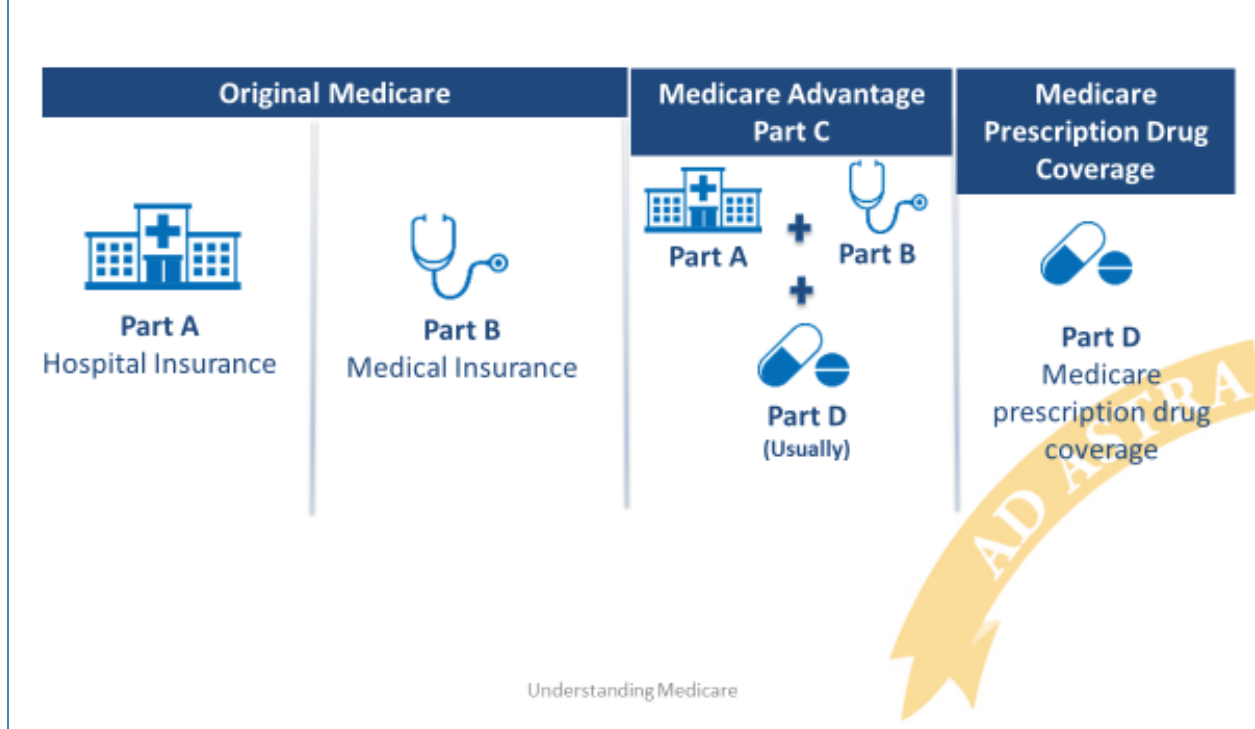 Original Medicare
Part A
Hospital Insurance
Part B
Medical Insurance
Medicare Advantage
Part C
Part A
Part B
Part D
(Usually)
Medicare
Prescription Drug
Coverage
Part D
Medicare
prescription drug
coverage
AD ASTRA
Understanding Medicare